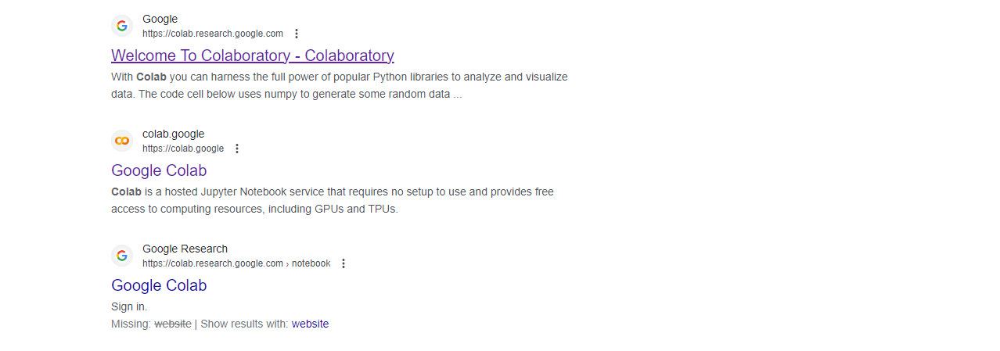 Google
https://colab.research.google.com
Welcome To Colaboratory - Colaboratory
With Colab you can harness the full power of popular Python libraries to analyze and visualize
data. The code cell below uses numpy to generate some random data ...
colab.google
https://colab.google
Google Colab
Colab is a hosted Jupyter Notebook service that requires no setup to use and provides free
access to computing resources, including GPUs and TPUs.
Google Research
https://colab.research.google.com › notebook
Google Colab
Sign in.
Missing: website | Show results with: website